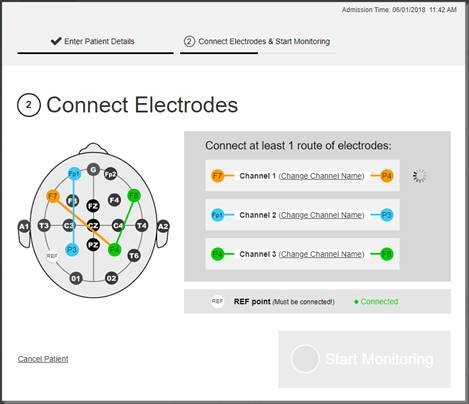 Admission Time: 06/01/2018 11:42 AM
Enter Patient Details
2 Connect Electrodes & Start Monitoring
2 Connect Electrodes
Connect at least 1 route of electrodes:
F7 Channel 1 (Change Channel Name) P4
Fp1 Channel 2 (Change Channel Name) P3
P4 Channel 3 (Change Channel Name) F8
REF REF point (Must be connected!) Connected
Fp1 G Fp2
F7 F3 FZ F4 F8
A1 T3 C3 CZ C4 T4 A2
REF P3 PZ P4 T6
01 02
Cancel Patient
Start Monitoring